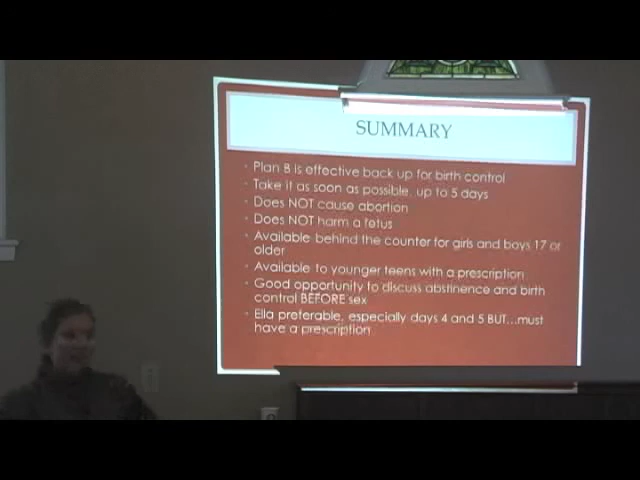 SUMMARY
Plan B is effective back up for birth control
Take it as soon as possible, up to 5 days
Does NOT cause abortion
Does NOT harm a fetus
Available behind the counter for girls and boys 17 or
older
Available to younger teens with a prescription
Good opportunity to discuss abstinence and birth
control BEFORE sex
Ella preferable, especially days 4 and 5 BUT...must
have a prescription